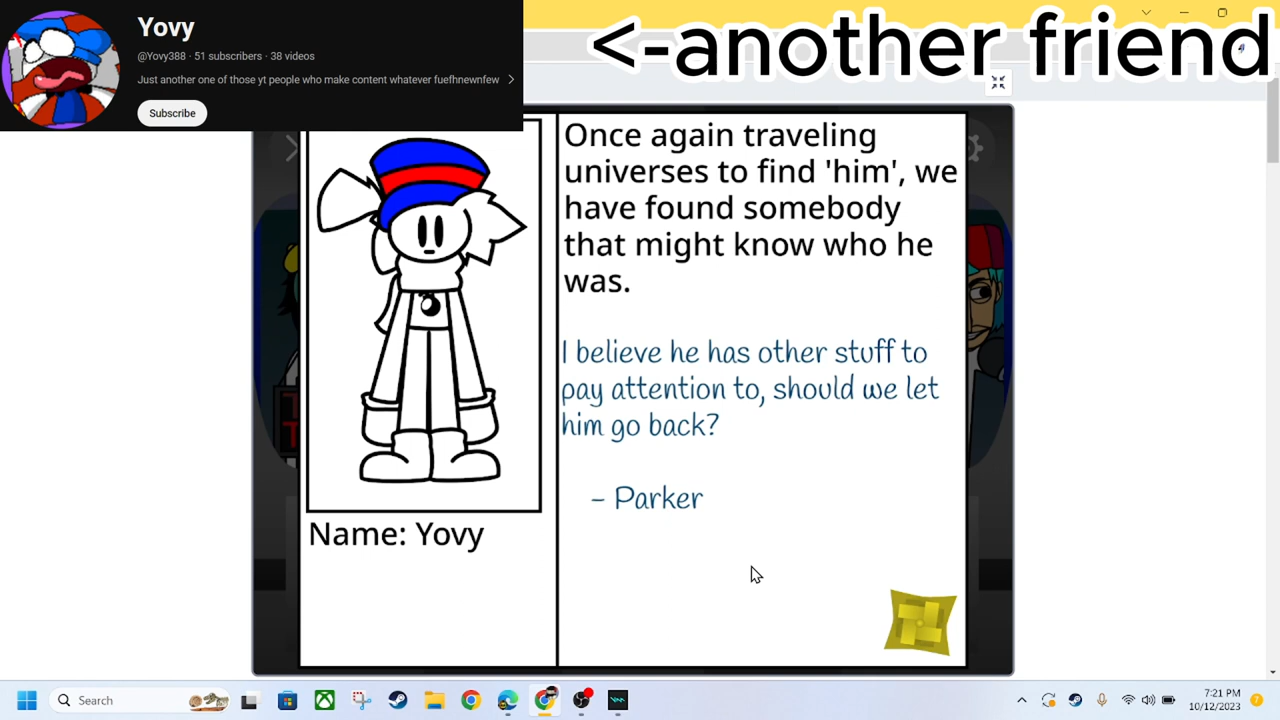 Yovy
@Yovy388 · 51 subscribers · 38 videos
Just another one of those yt people who make content whatever fuefhnewnfew
Subscribe
<-another friend
Once again traveling
universes to find 'him', we
have found somebody
that might know who he
was.
I believe he has other stuff to
pay attention to, should we let
him go back?
- Parker
Name: Yovy
Search
7:21 PM
10/12/2023